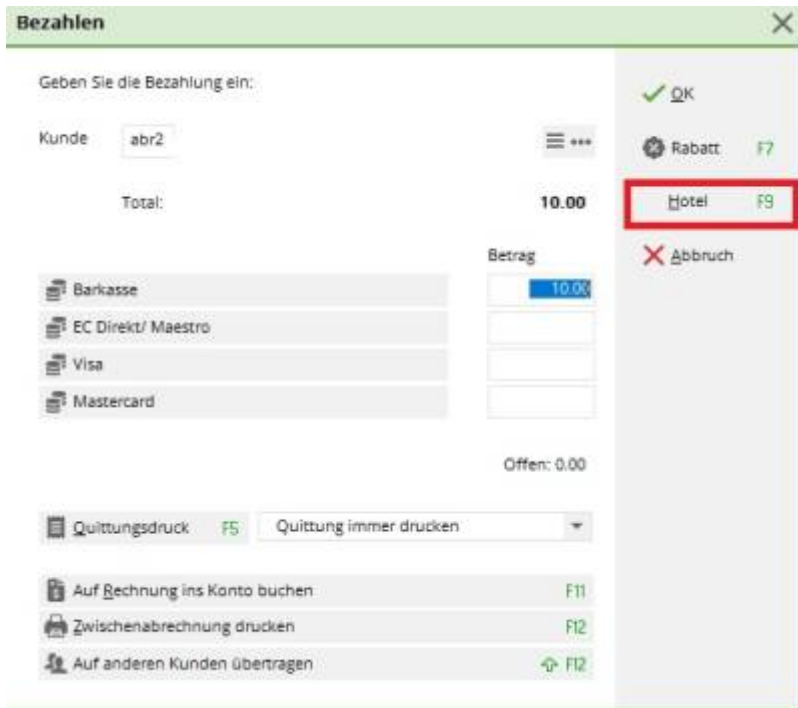 Bezahlen
Geben Sie die Bezahlung ein:
OK
Kunde abr2
Rabatt F7
Total: 10.00
Hotel F9
Betrag
Abbruch
Barkasse 10.00
EC Direkt/ Maestro
Visa
Mastercard
Offen: 0.00
Quittungsdruck F5 Quittung immer drucken
Auf Rechnung ins Konto buchen F11
Zwischenabrechnung drucken F12
Auf anderen Kunden übertragen F12